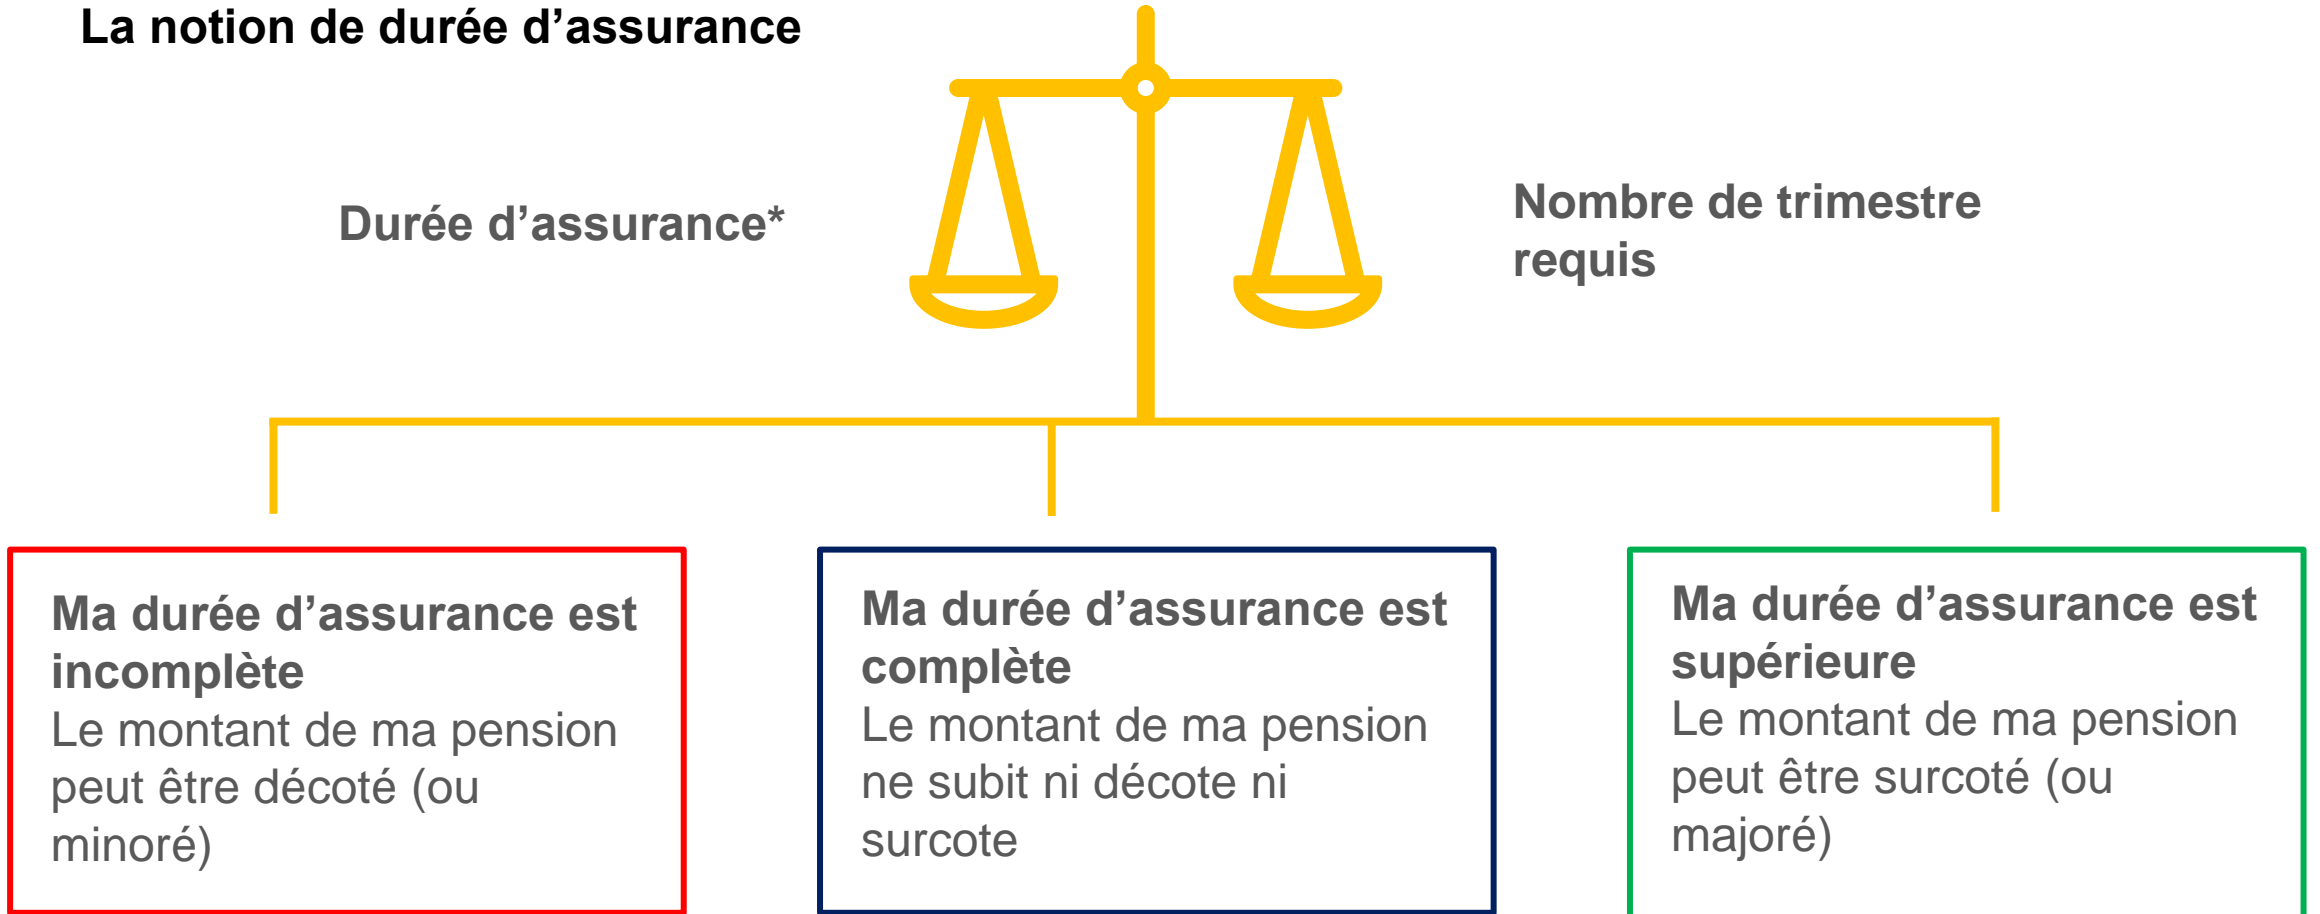 La notion de durée d’assurance
Durée d’assurance*
Nombre de trimestre
requis
Ma durée d’assurance est
incomplète
Le montant de ma pension
peut être décoté (ou
minoré)
Ma durée d’assurance est
complète
Le montant de ma pension
ne subit ni décote ni
surcote
Ma durée d’assurance est
supérieure
Le montant de ma pension
peut être surcoté (ou
majoré)